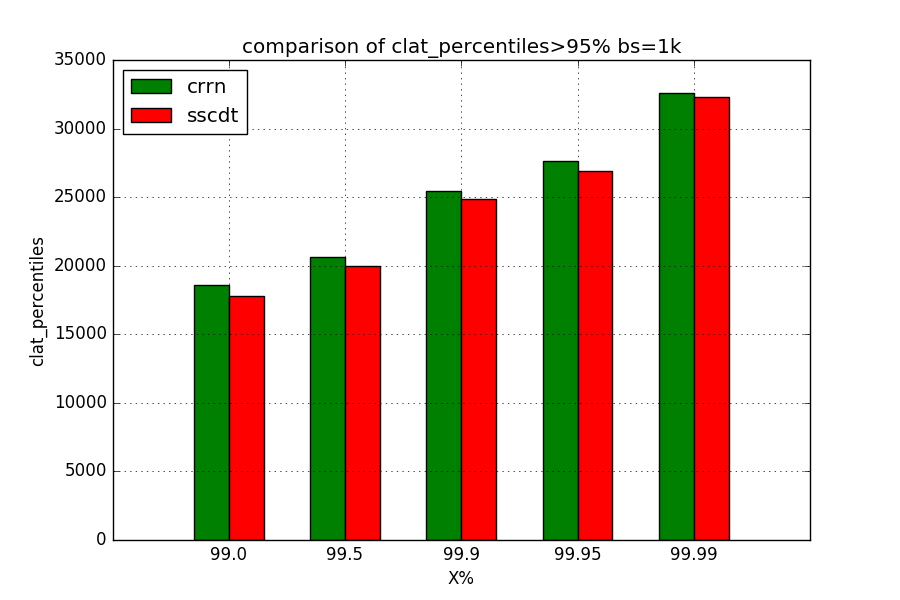 comparison of clat_percentiles>95% bs=1k
35000
30000
25000
20000
15000
10000
5000
0
clat_percentiles
crrn
sscdt
99.0 99.5 99.9 99.95 99.99
X%